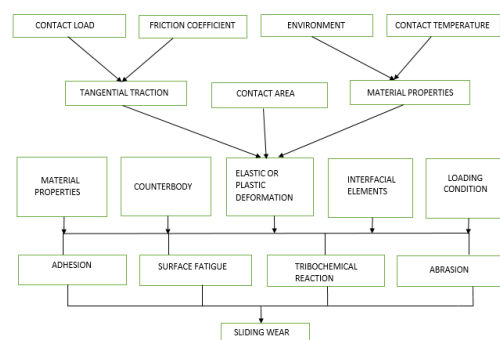 CONTACT LOAD
FRICTION COEFFICIENT
ENVIRONMENT
CONTACT TEMPERATURE
TANGENTIAL TRACTION
CONTACT AREA
MATERIAL PROPERTIES
MATERIAL
PROPERTIES
COUNTERBODY
ELASTIC OR
PLASTIC
DEFORMATION
INTERFACIAL
ELEMENTS
LOADING
CONDITION
ADHESION
SURFACE FATIGUE
TRIBOCHEMICAL
REACTION
ABRASION
SLIDING WEAR